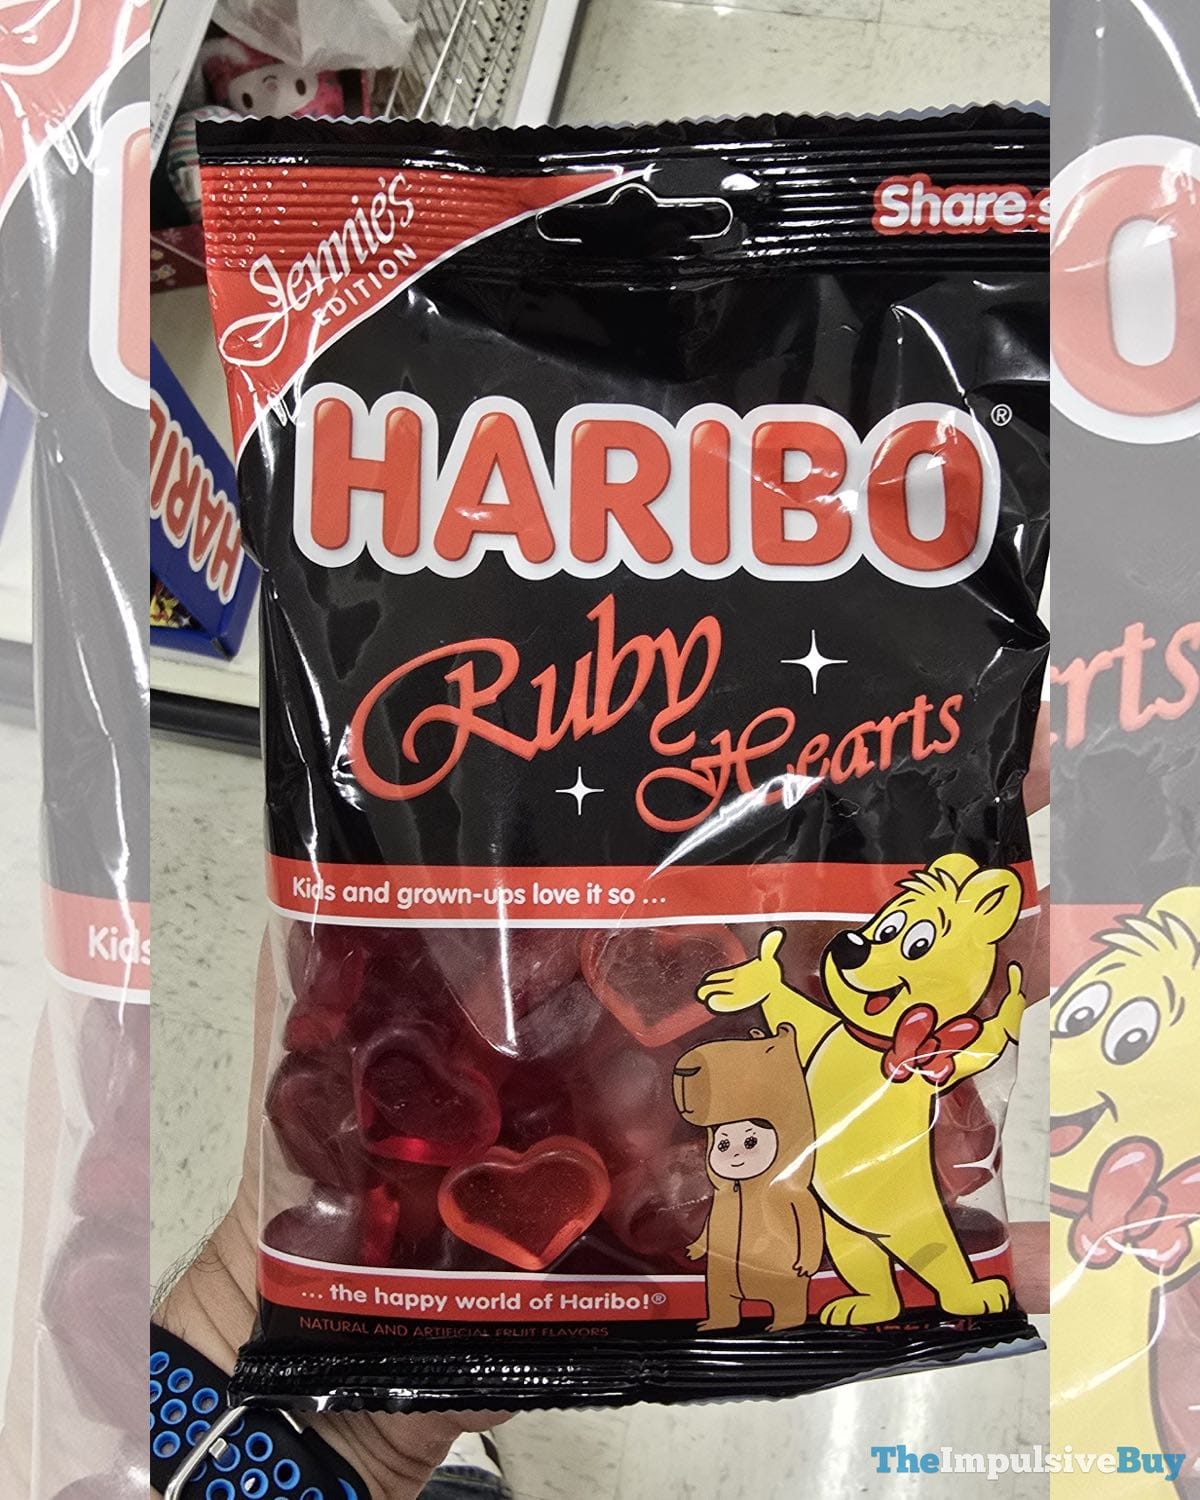 Jennie's
EDITION
Share
HARIBO®
Ruby
Hearts
Kids and grown-ups love it so ...
... the happy world of Haribo!®
NATURAL AND ARTIFICIAL FRUIT FLAVORS
TheImpulsiveBuy